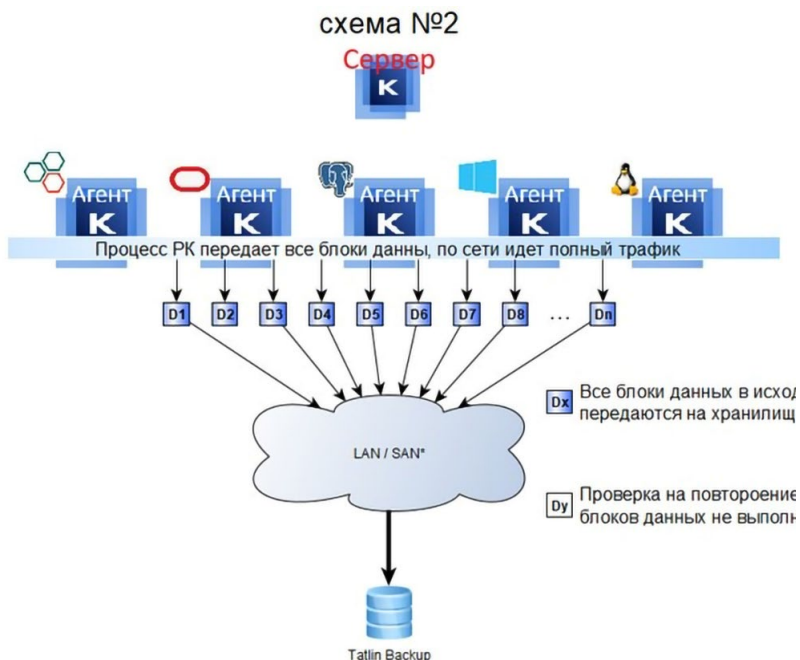 схема №2
Сервер
K
Агент Агент Агент Агент Агент
K K K K K
Процесс РК передает все блоки данны, по сети идет полный трафик
D1 D2 D3 D4 D5 D6 D7 D8 ... Dn
Dx Все блоки данных в исход
передаются на хранилищ
LAN / SAN*
Dy Проверка на повтороение
блоков данных не выполн
Tatlin Backup